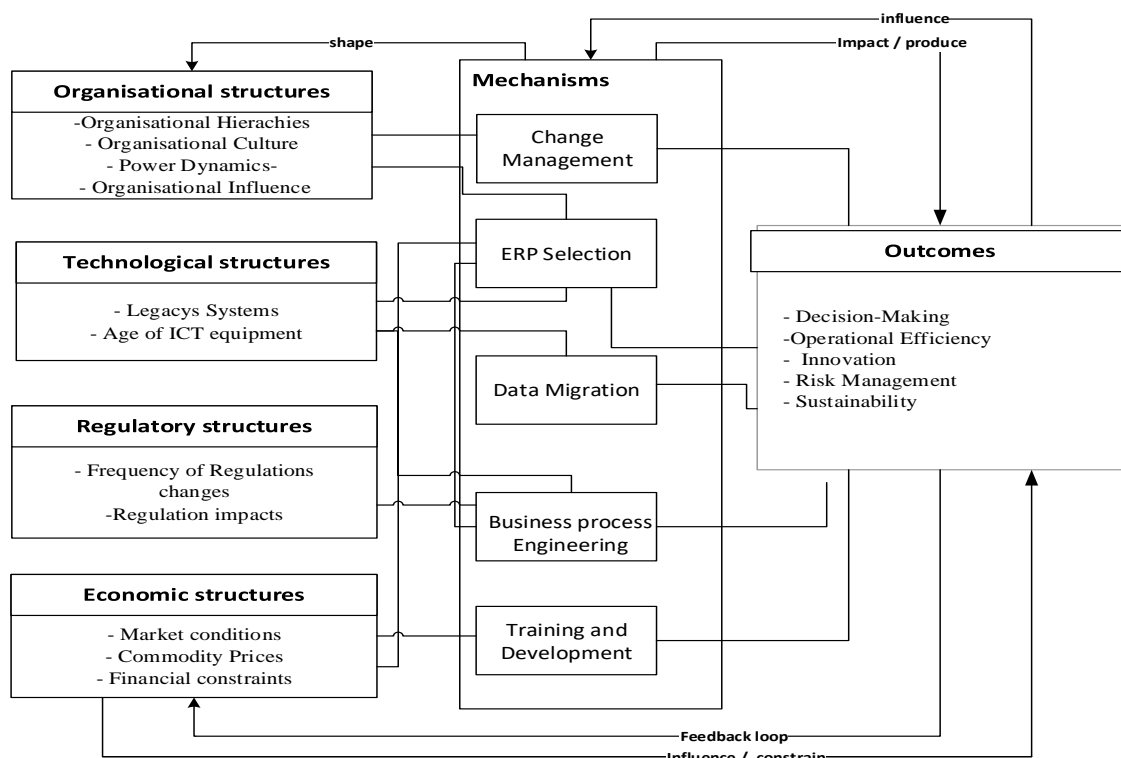 influence
shape
Impact / produce
Mechanisms
Organisational structures
-Organisational Hierachies
- Organisational Culture
- Power Dynamics-
- Organisational Influence
Change
Management
Technological structures
- Legacys Systems
- Age of ICT equipment
ERP Selection
Outcomes
- Decision-Making
-Operational Efficiency
- Innovation
- Risk Management
- Sustainability
Data Migration
Regulatory structures
- Frequency of Regulations
changes
-Regulation impacts
Business process
Engineering
Economic structures
- Market conditions
- Commodity Prices
- Financial constraints
Training and
Development
Feedback loop
Influence / constrain